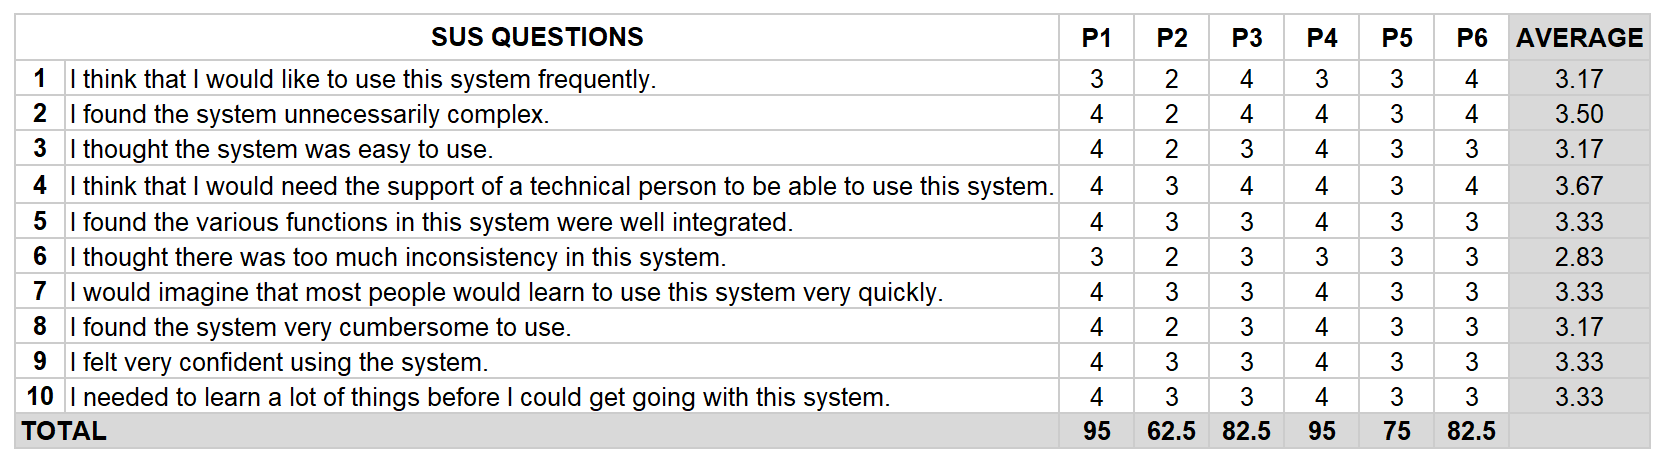 SUS QUESTIONS P1 P2 P3 P4 P5 P6 AVERAGE
1 I think that I would like to use this system frequently. 3 2 4 3 3 4 3.17
2 I found the system unnecessarily complex. 4 2 4 4 3 4 3.50
3 I thought the system was easy to use. 4 2 3 4 3 3 3.17
4 I think that I would need the support of a technical person to be able to use this system. 4 3 4 4 3 4 3.67
5 I found the various functions in this system were well integrated. 4 3 3 4 3 3 3.33
6 I thought there was too much inconsistency in this system. 3 2 3 3 3 3 2.83
7 I would imagine that most people would learn to use this system very quickly. 4 3 3 4 3 3 3.33
8 I found the system very cumbersome to use. 4 2 3 4 3 3 3.17
9 I felt very confident using the system. 4 3 3 4 3 3 3.33
10 I needed to learn a lot of things before I could get going with this system. 4 3 3 4 3 3 3.33
TOTAL 95 62.5 82.5 95 75 82.5